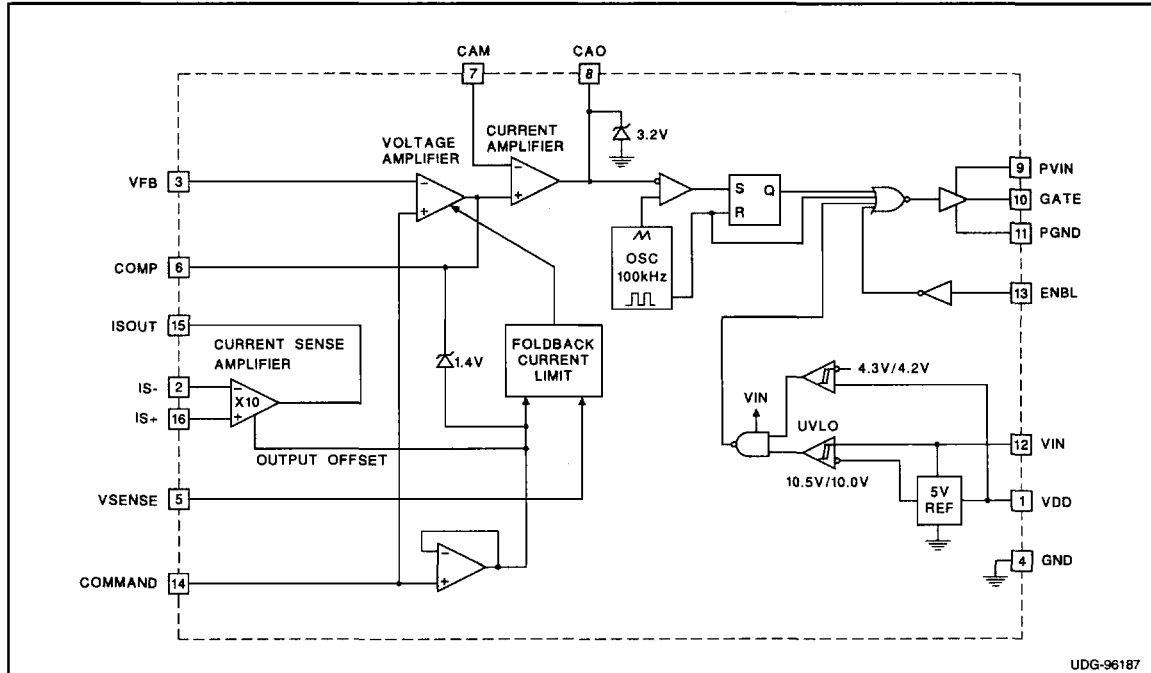 CAM
7
CAO
8
3.2V
VOLTAGE
AMPLIFIER
CURRENT
AMPLIFIER
VFB
3
-
+
-
+
S
Q
R
9
PVIN
10
GATE
11
PGND
OSC
100kHz
COMP
6
13
ENBL
ISOUT
15
CURRENT SENSE
AMPLIFIER
1.4V
FOLDBACK
CURRENT
LIMIT
4.3V/4.2V
IS-
2
-
X10
+
IS+
16
VIN
UVLO
12
VIN
OUTPUT OFFSET
10.5V/10.0V
5V
REF
1
VDD
VSENSE
5
-
+
4
GND
COMMAND
14
UDG-96187